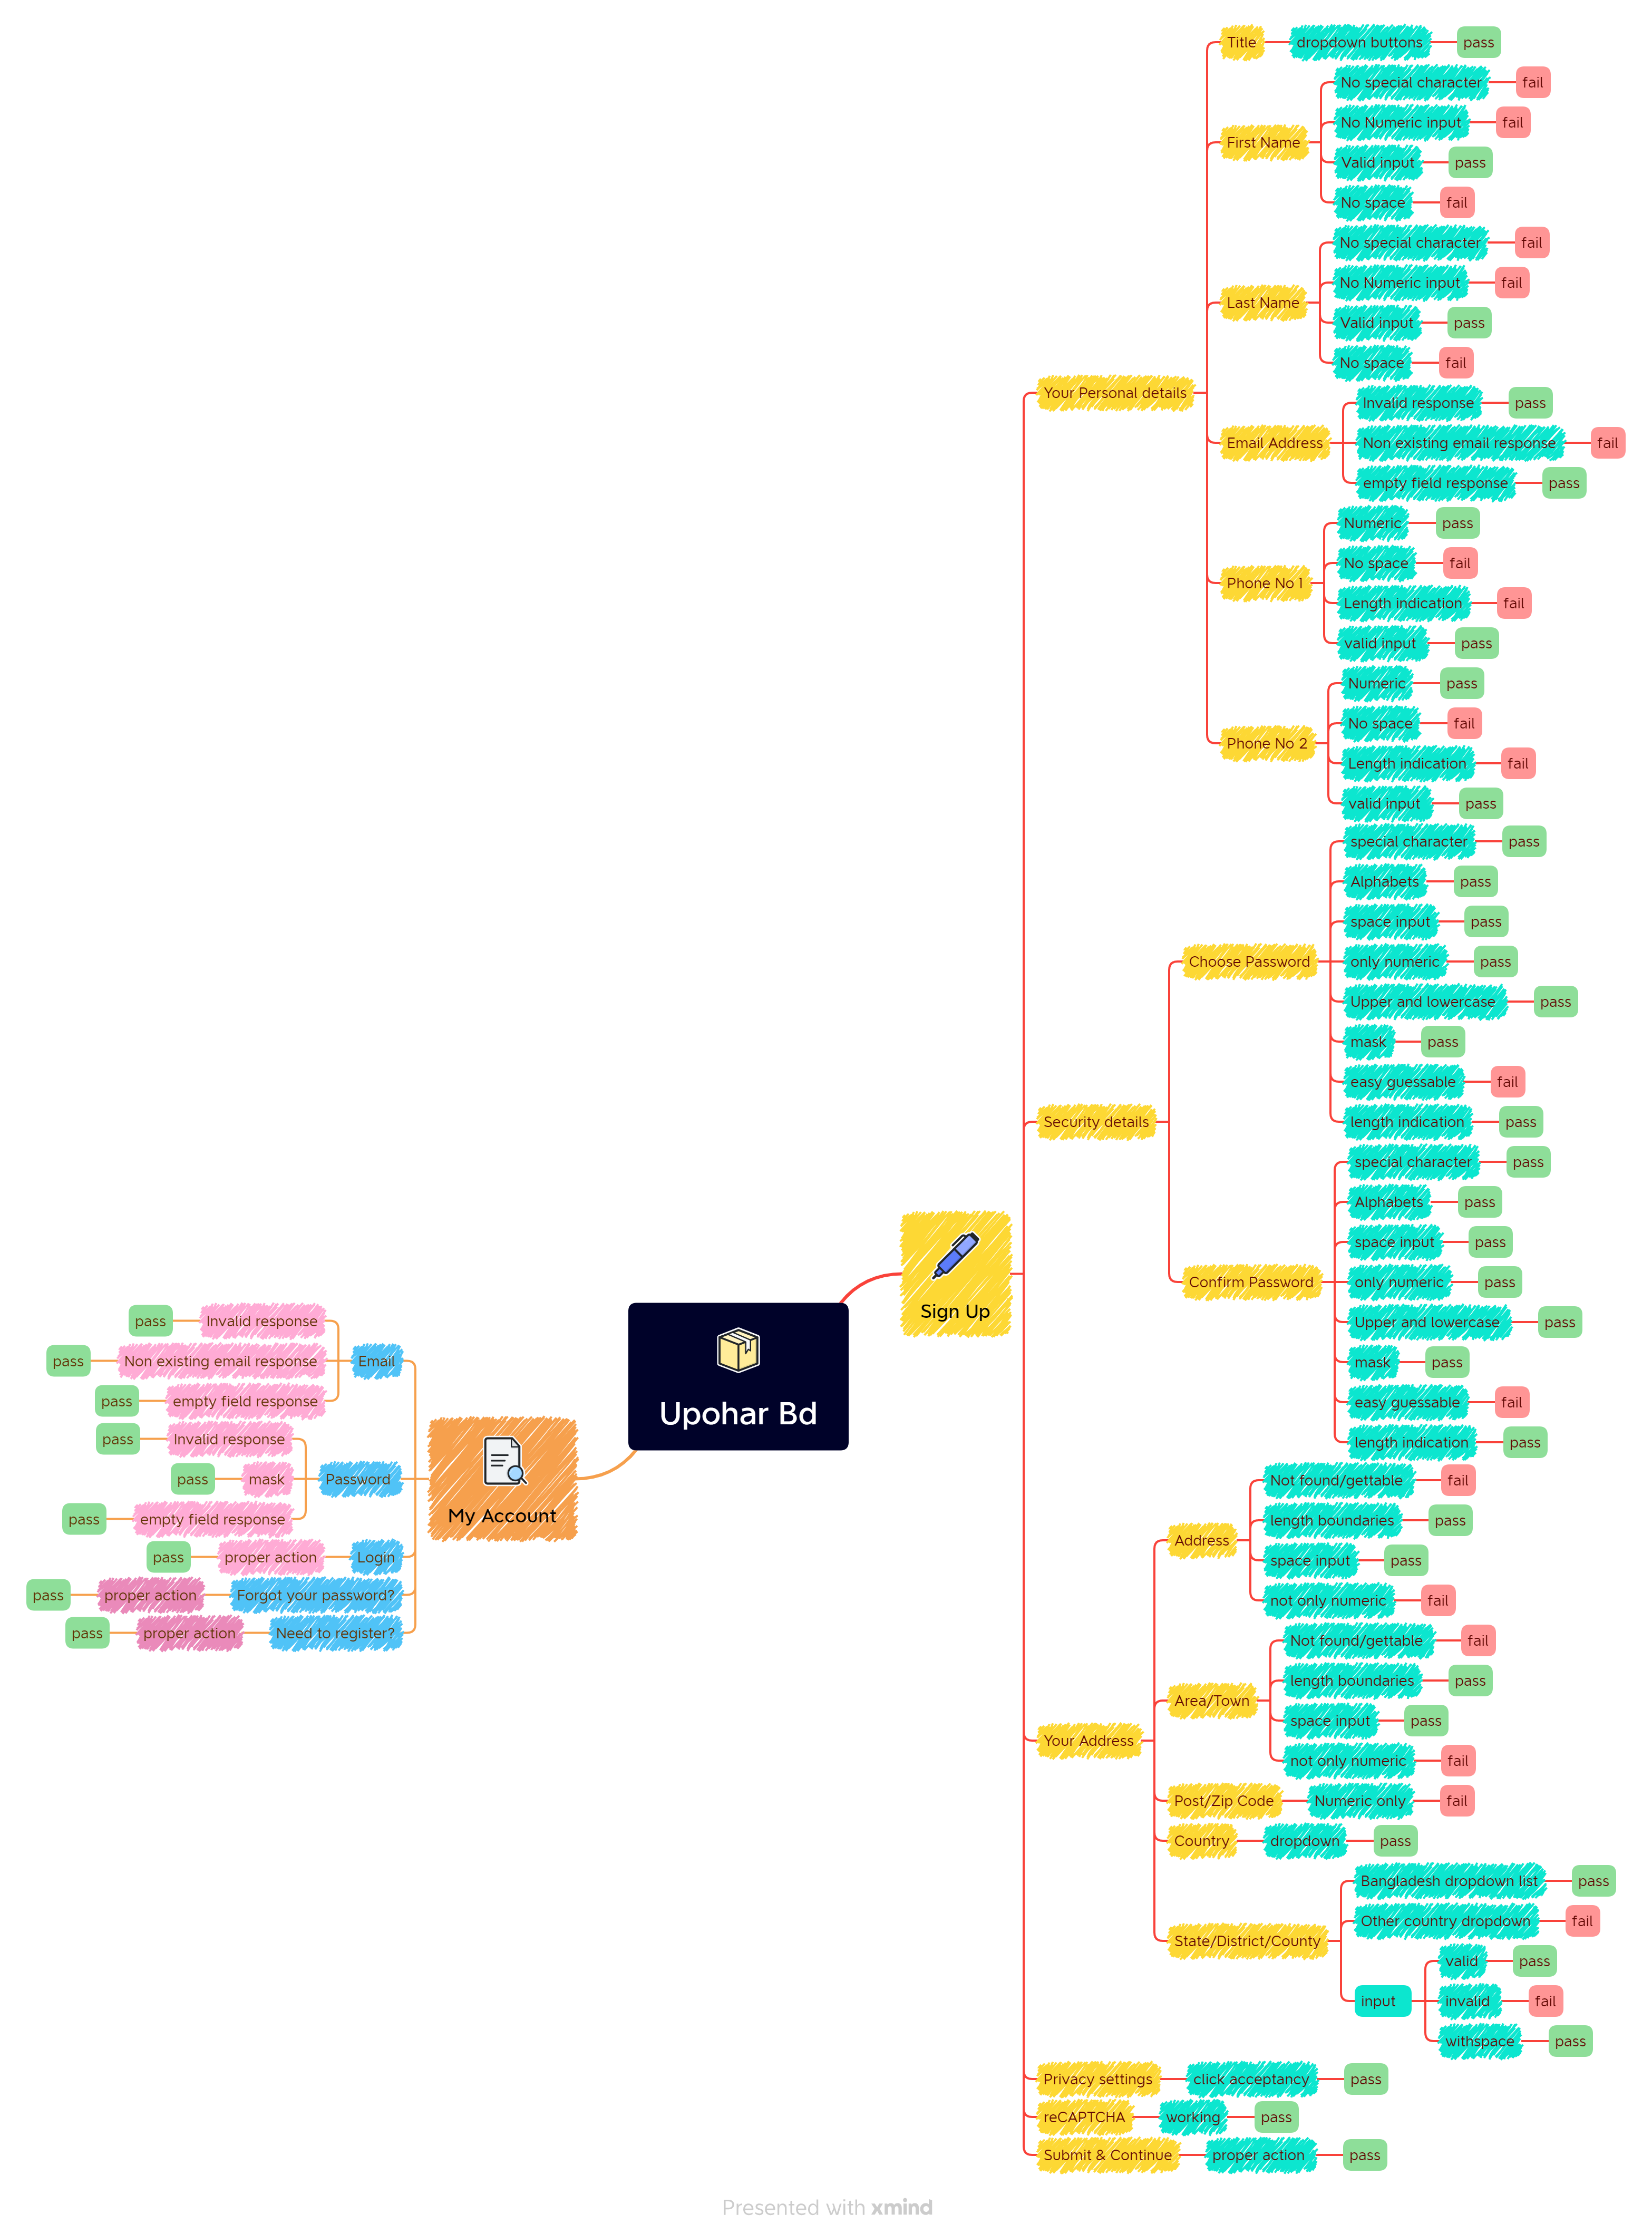 Title
dropdown buttons
pass
First Name
No special character
fail
No Numeric input
fail
Valid input
pass
No space
fail
Last Name
No special character
fail
No Numeric input
fail
Valid input
pass
No space
fail
Your Personal details
Email Address
Invalid response
pass
Non existing email response
fail
empty field response
pass
Phone No 1
Numeric
pass
No space
fail
Length indication
fail
valid input
pass
Phone No 2
Numeric
pass
No space
fail
Length indication
fail
valid input
pass
Security details
Choose Password
special character
pass
Alphabets
pass
space input
pass
only numeric
pass
Upper and lowercase
pass
mask
pass
easy guessable
fail
length indication
pass
Confirm Password
special character
pass
Alphabets
pass
space input
pass
only numeric
pass
Upper and lowercase
pass
mask
pass
easy guessable
fail
length indication
pass
Sign Up
Upohar Bd
My Account
Email
Invalid response
pass
Non existing email response
pass
empty field response
pass
Password
Invalid response
pass
mask
pass
empty field response
pass
Login
proper action
pass
Forgot your password?
proper action
pass
Need to register?
proper action
pass
Your Address
Address
Not found/gettable
fail
length boundaries
pass
space input
pass
not only numeric
fail
Area/Town
Not found/gettable
fail
length boundaries
pass
space input
pass
not only numeric
fail
Post/Zip Code
Numeric only
fail
Country
dropdown
pass
State/District/County
Bangladesh dropdown list
pass
Other country dropdown
fail
input
valid
pass
invalid
fail
withspace
pass
Privacy settings
click acceptancy
pass
reCAPTCHA
working
pass
Submit & Continue
proper action
pass
Presented with xmind